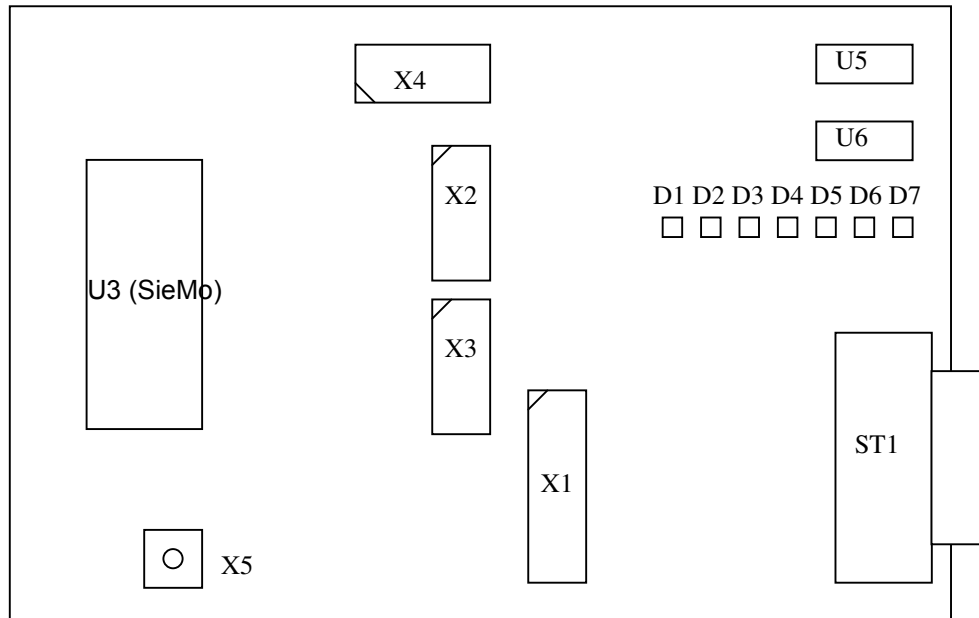 U5
X4
U6
X2
D1 D2 D3 D4 D5 D6 D7
U3 (SieMo)
X3
ST1
X1
X5